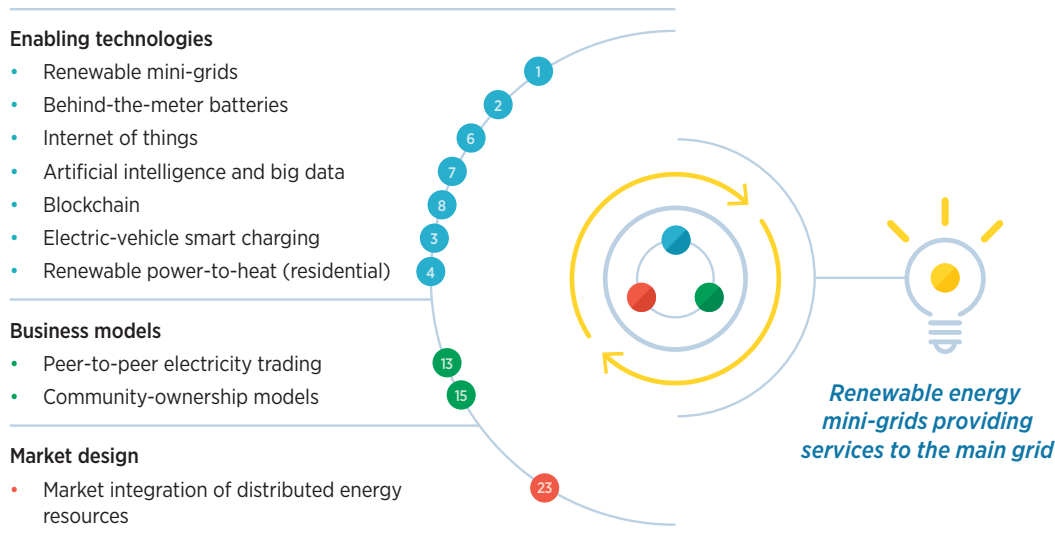 Enabling technologies
• Renewable mini-grids
1
• Behind-the-meter batteries
2
• Internet of things
6
• Artificial intelligence and big data
7
• Blockchain
8
• Electric-vehicle smart charging
3
• Renewable power-to-heat (residential)
4
Business models
• Peer-to-peer electricity trading
13
• Community-ownership models
15
Market design
• Market integration of distributed energy
resources
23
Renewable energy
mini-grids providing
services to the main grid